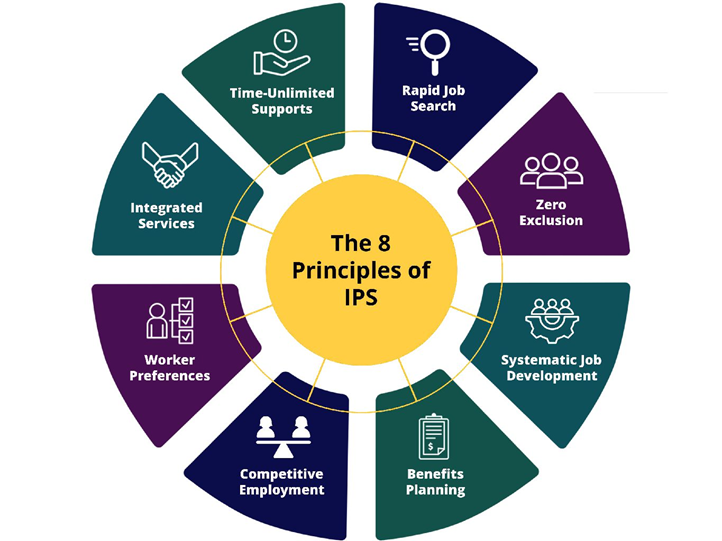 The 8
Principles of
IPS
Rapid Job
Search
Zero
Exclusion
Systematic Job
Development
Benefits
Planning
$
Competitive
Employment
Worker
Preferences
Integrated
Services
Time-Unlimited
Supports